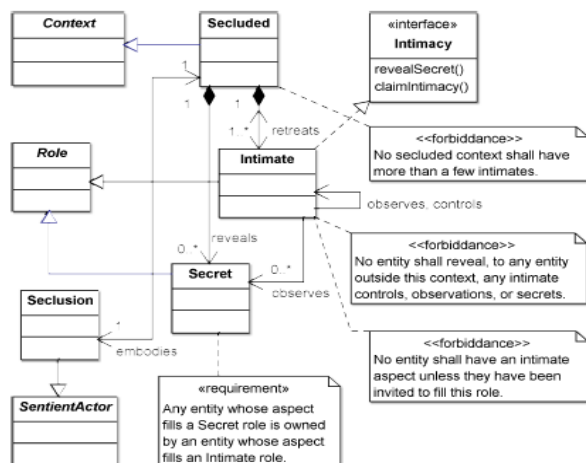 Context
Secluded
«interface»
Intimacy
revealSecret()
claimIntimacy()
1
1
1
1..*
retreats
<<forbiddance>>
No secluded context shall have
more than a few intimates.
Role
Intimate
observes, controls
reveals
0..*
0..*
<<forbiddance>>
No entity shall reveal, to any entity
outside this context, any intimate
controls, observations, or secrets.
Secret
observes
Seclusion
1
embodies
<<forbiddance>>
No entity shall have an intimate
aspect unless they have been
invited to fill this role.
SentientActor
«requirement»
Any entity whose aspect
fills a Secret role is owned
by an entity whose aspect
fills an Intimate role.